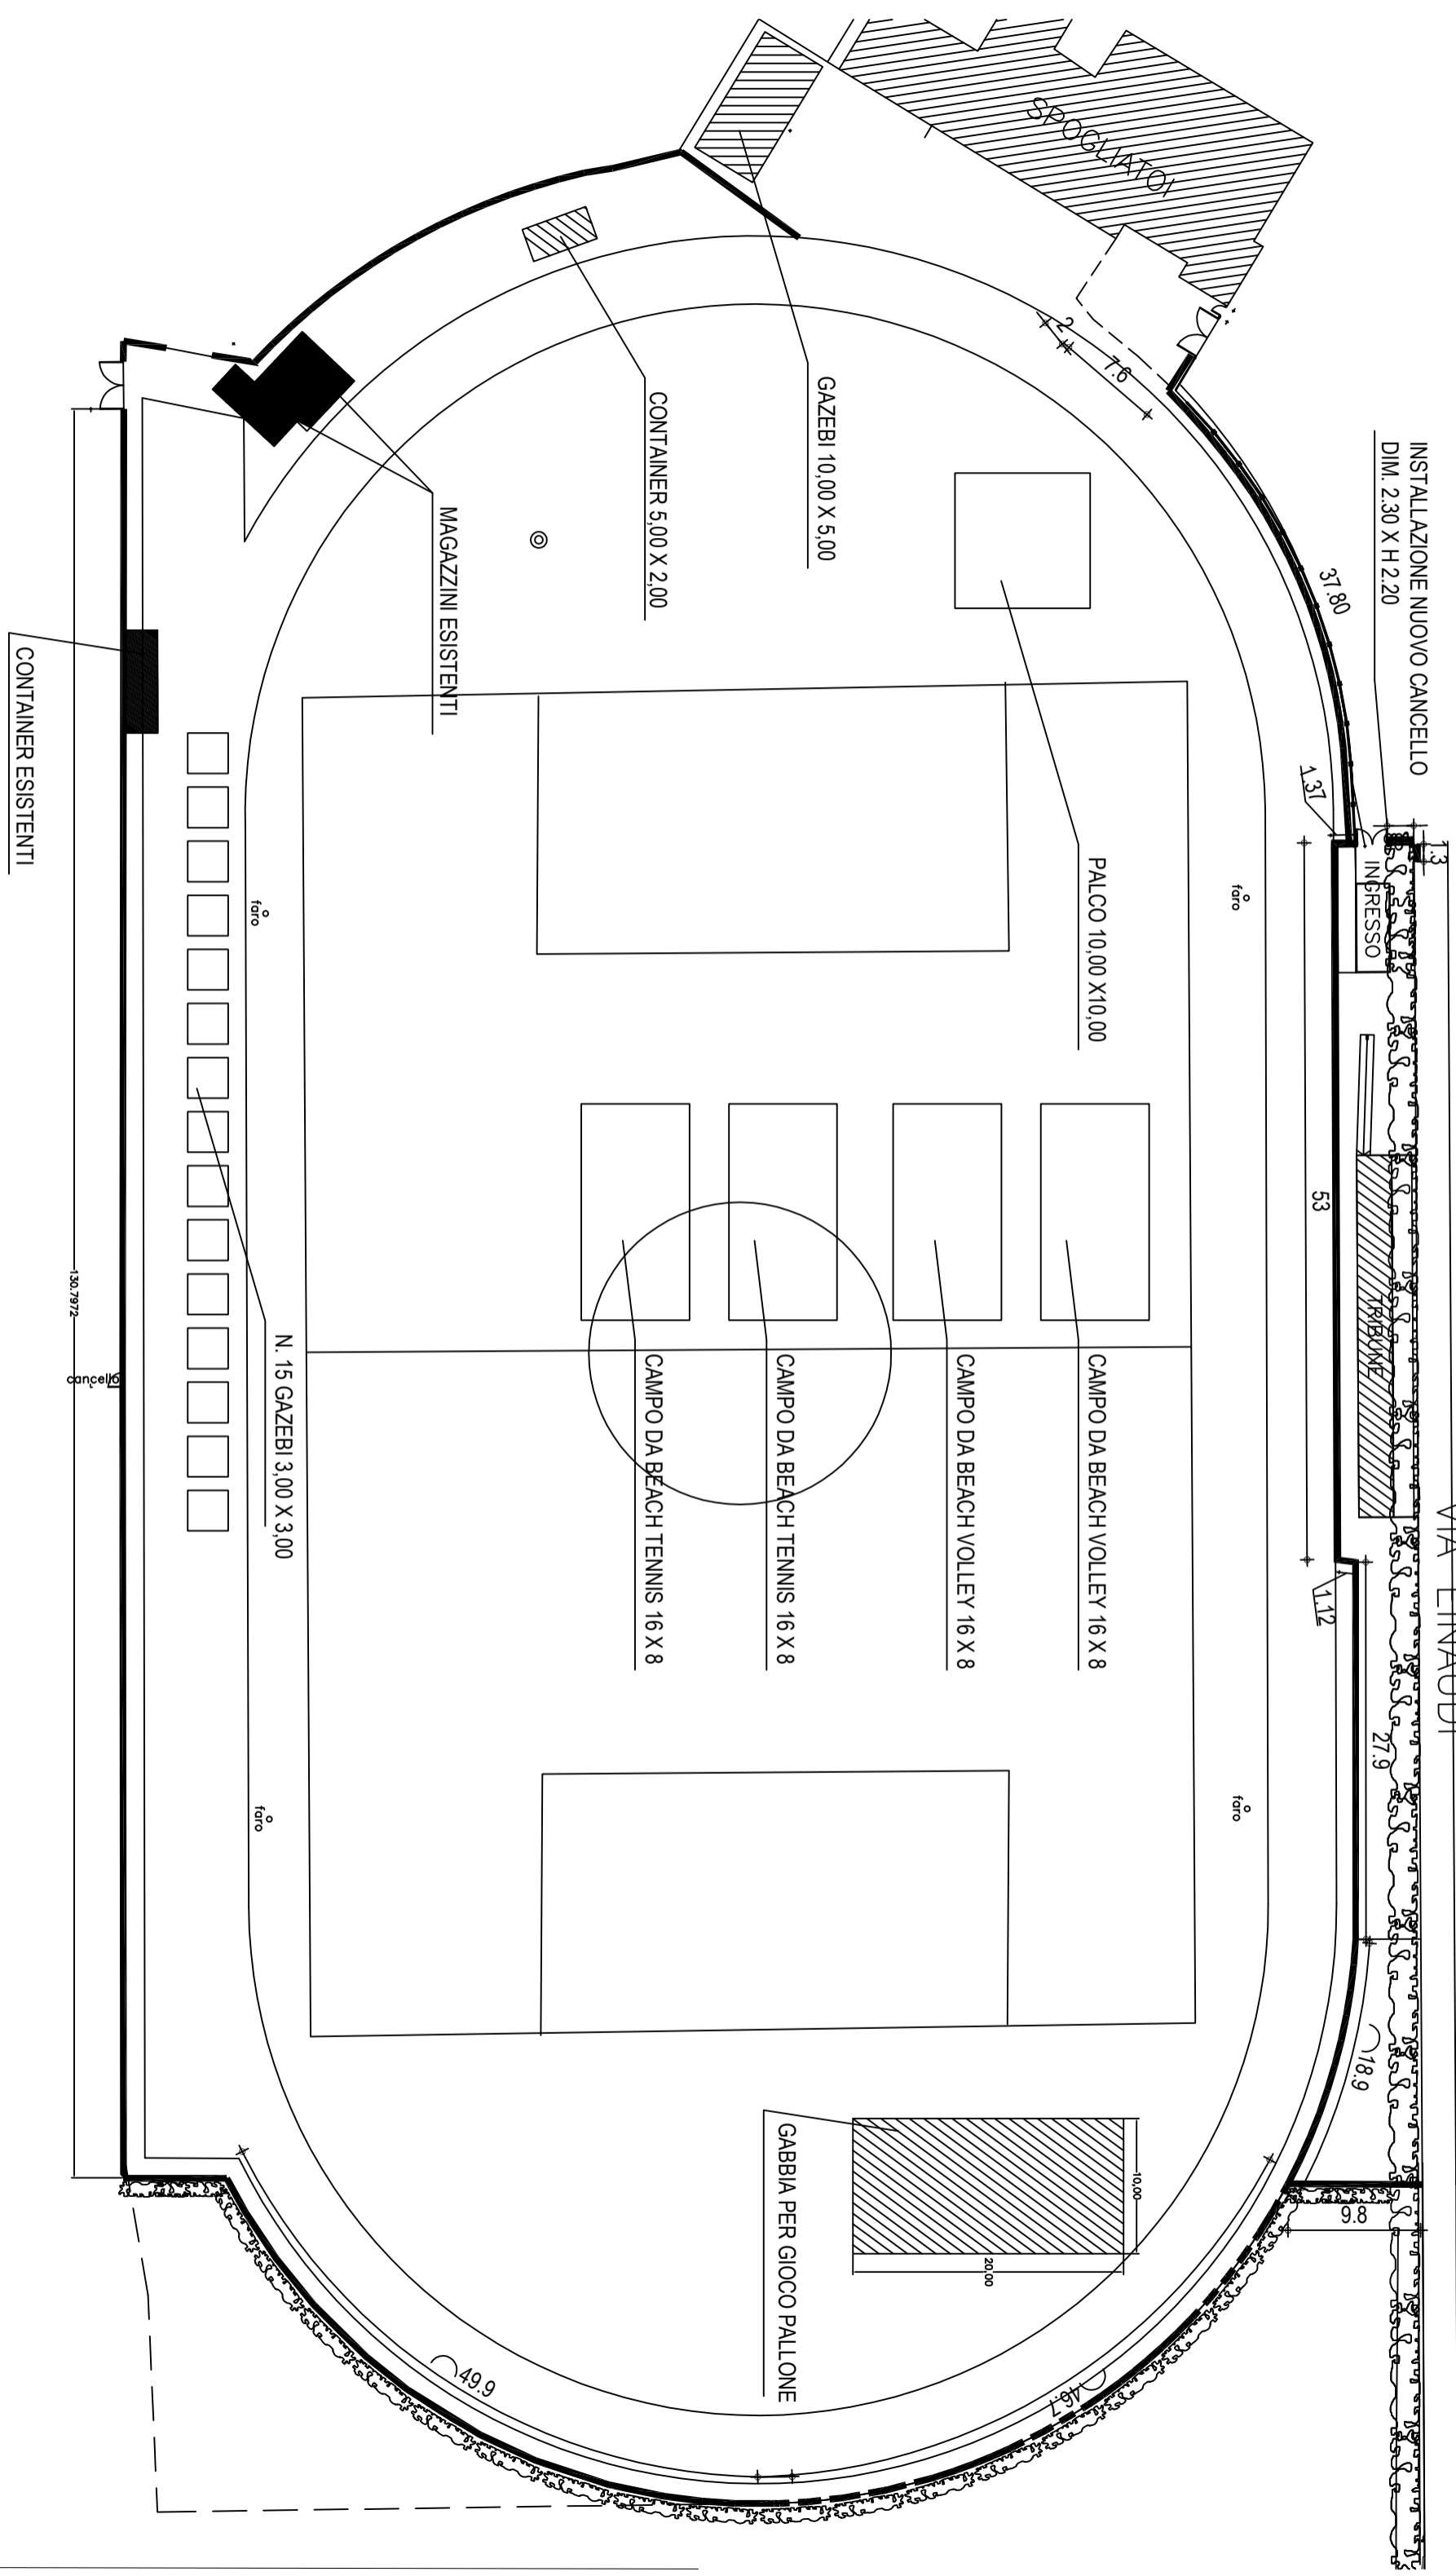 VIA EINAUDI
INSTALLAZIONE NUOVO CANCELLO
DIM. 2.30 X H 2.20
SPOGLIATOI
2
7.6
37.80
1.37
1.3
INGRESSO
TRIBUNE
53
1.12
27.9
18.9
9.8
PALCO 10,00 X10,00
GAZEBI 10,00 X 5,00
CONTAINER 5,00 X 2,00
MAGAZZINI ESISTENTI
CONTAINER ESISTENTI
faro
faro
faro
faro
CAMPO DA BEACH VOLLEY 16 X 8
CAMPO DA BEACH VOLLEY 16 X 8
CAMPO DA BEACH TENNIS 16 X 8
CAMPO DA BEACH TENNIS 16 X 8
N. 15 GAZEBI 3,00 X 3,00
GABBIA PER GIOCO PALLONE
10,00
20,00
46.7
49.9
130.7972
cancello